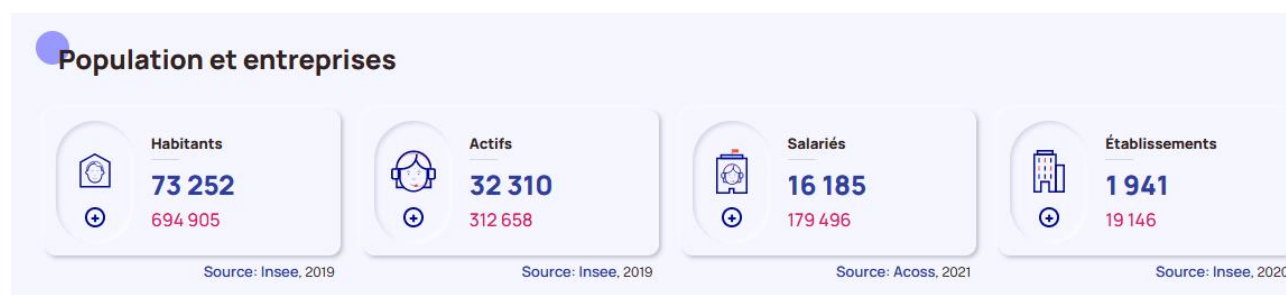 Population et entreprises
Habitants
73 252
694 905
Source: Insee, 2019
Actifs
32 310
312 658
Source: Insee, 2019
Salariés
16 185
179 496
Source: Acoss, 2021
Établissements
1 941
19 146
Source: Insee, 2020